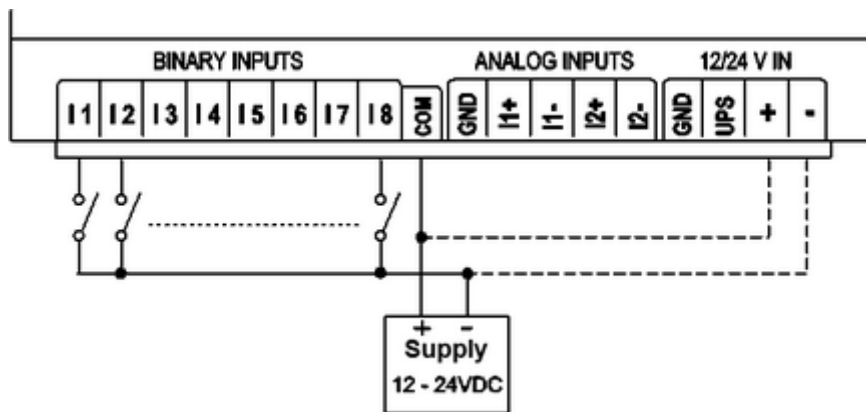 BINARY INPUTS ANALOG INPUTS 12/24 V IN
I1 I2 I3 I4 I5 I6 I7 I8 COM GND I1+ I1- I2+ I2- GND UPS + -
+ -
Supply
12 - 24VDC